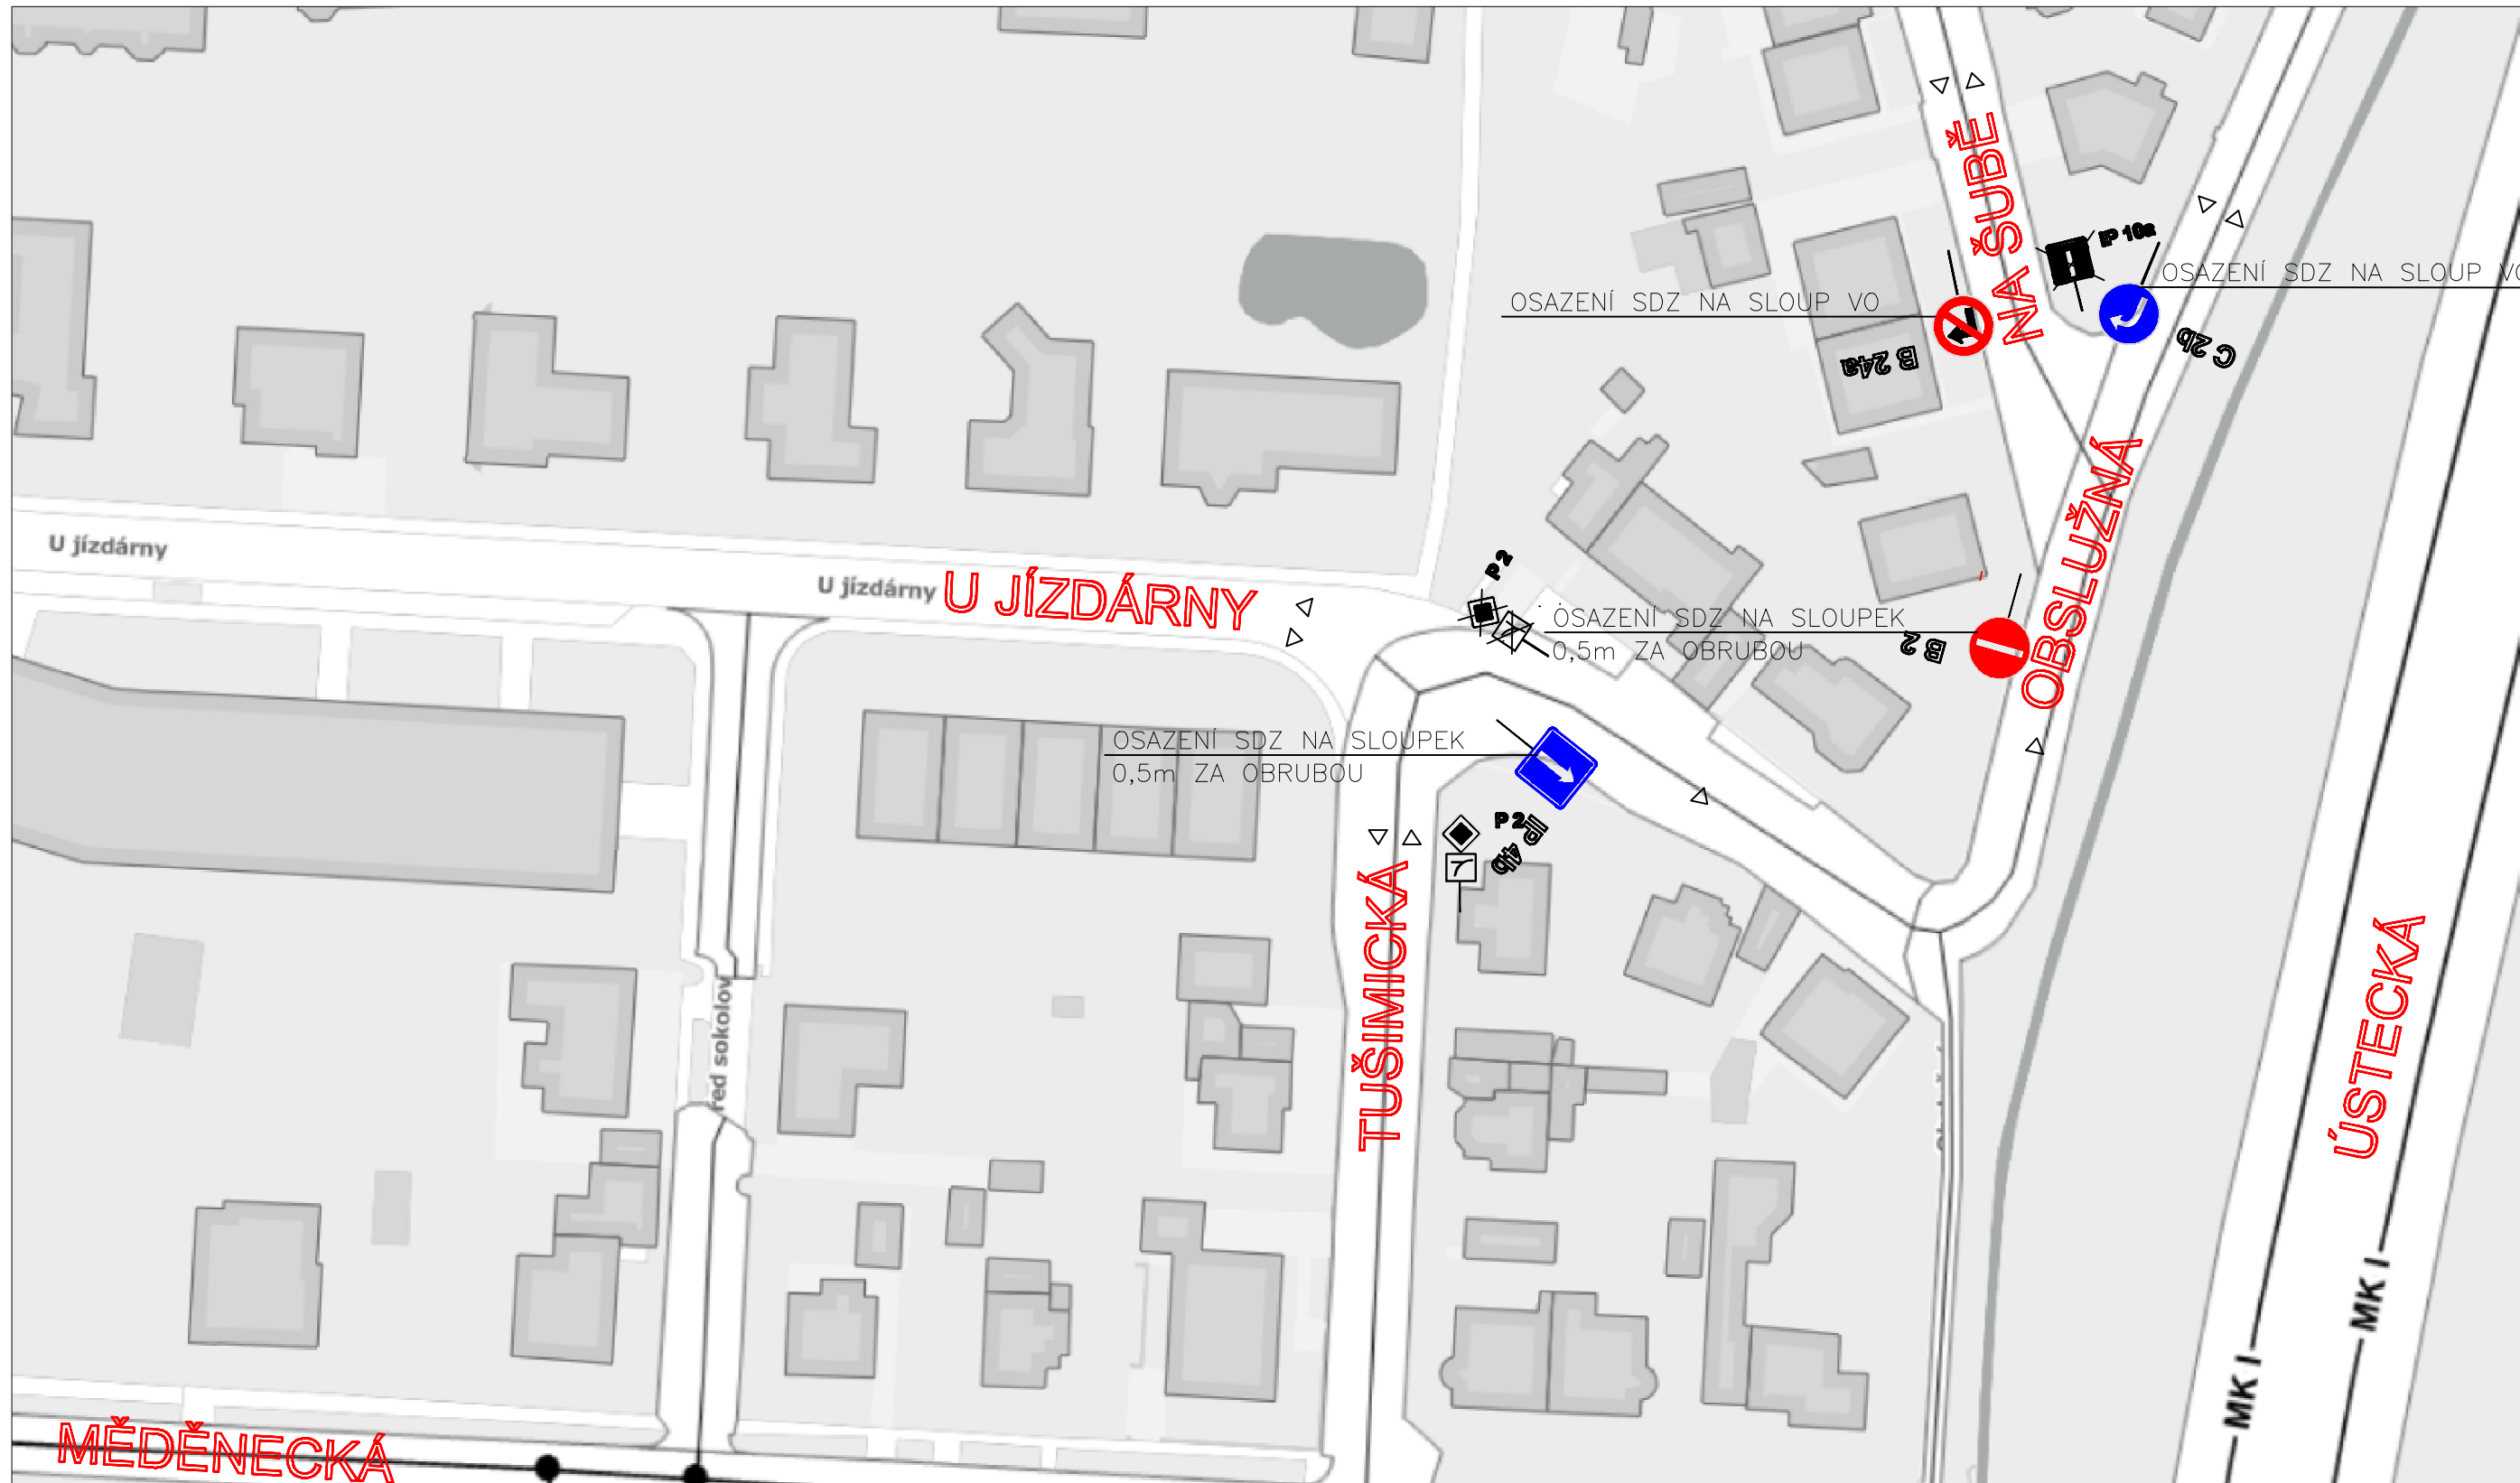 NA ŠUBĚ
IP 10a
OSAZENÍ SDZ NA SLOUP
OSAZENÍ SDZ NA SLOUP VO
B 24a
C 2b
OBSLUŽNÁ
U jízdárny
U jízdárny
U JÍZDÁRNY
P 2
OSAZENÍ SDZ NA SLOUPEK
0,5m ZA OBRUBOU
B 2
OSAZENÍ SDZ NA SLOUPEK
0,5m ZA OBRUBOU
P 2
IP 4b
TUŠIMICKÁ
ÚSTECKÁ
MK I
MK I
MĚDĚNECKÁ